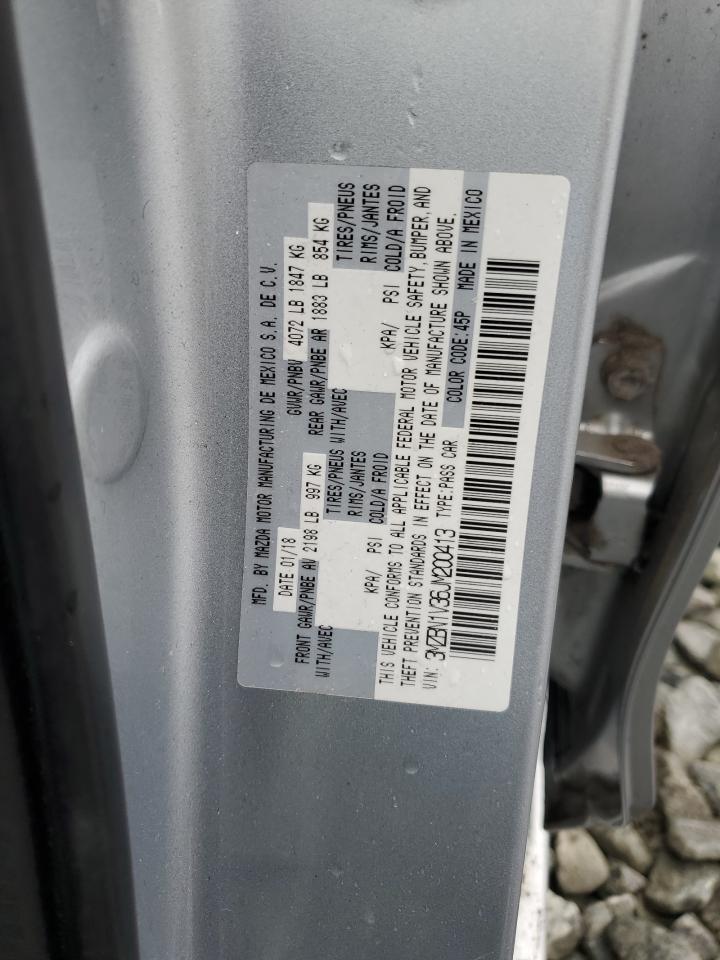 MFD. BY MAZDA MOTOR MANUFACTURING DE MEXICO S.A. DE C.V.
DATE 01/18 GVWR/PNBV 4072 LB 1847 KG
FRONT GAWR/PNBE AV 2198 LB 997 KG REAR GAWR/PNBE AR 1883 LB 854 KG
WITH/AVEC TIRES/PNEUS WITH/AVEC TIRES/PNEUS
RIMS/JANTES RIMS/JANTES
KPA/ PSI COLD/A FROID KPA/ PSI COLD/A FROID
THIS VEHICLE CONFORMS TO ALL APPLICABLE FEDERAL MOTOR VEHICLE SAFETY, BUMPER, AND
THEFT PREVENTION STANDARDS IN EFFECT ON THE DATE OF MANUFACTURE SHOWN ABOVE.
VIN: 3MZBN1V36JM200413 TYPE:PASS CAR COLOR CODE:45P MADE IN MEXICO